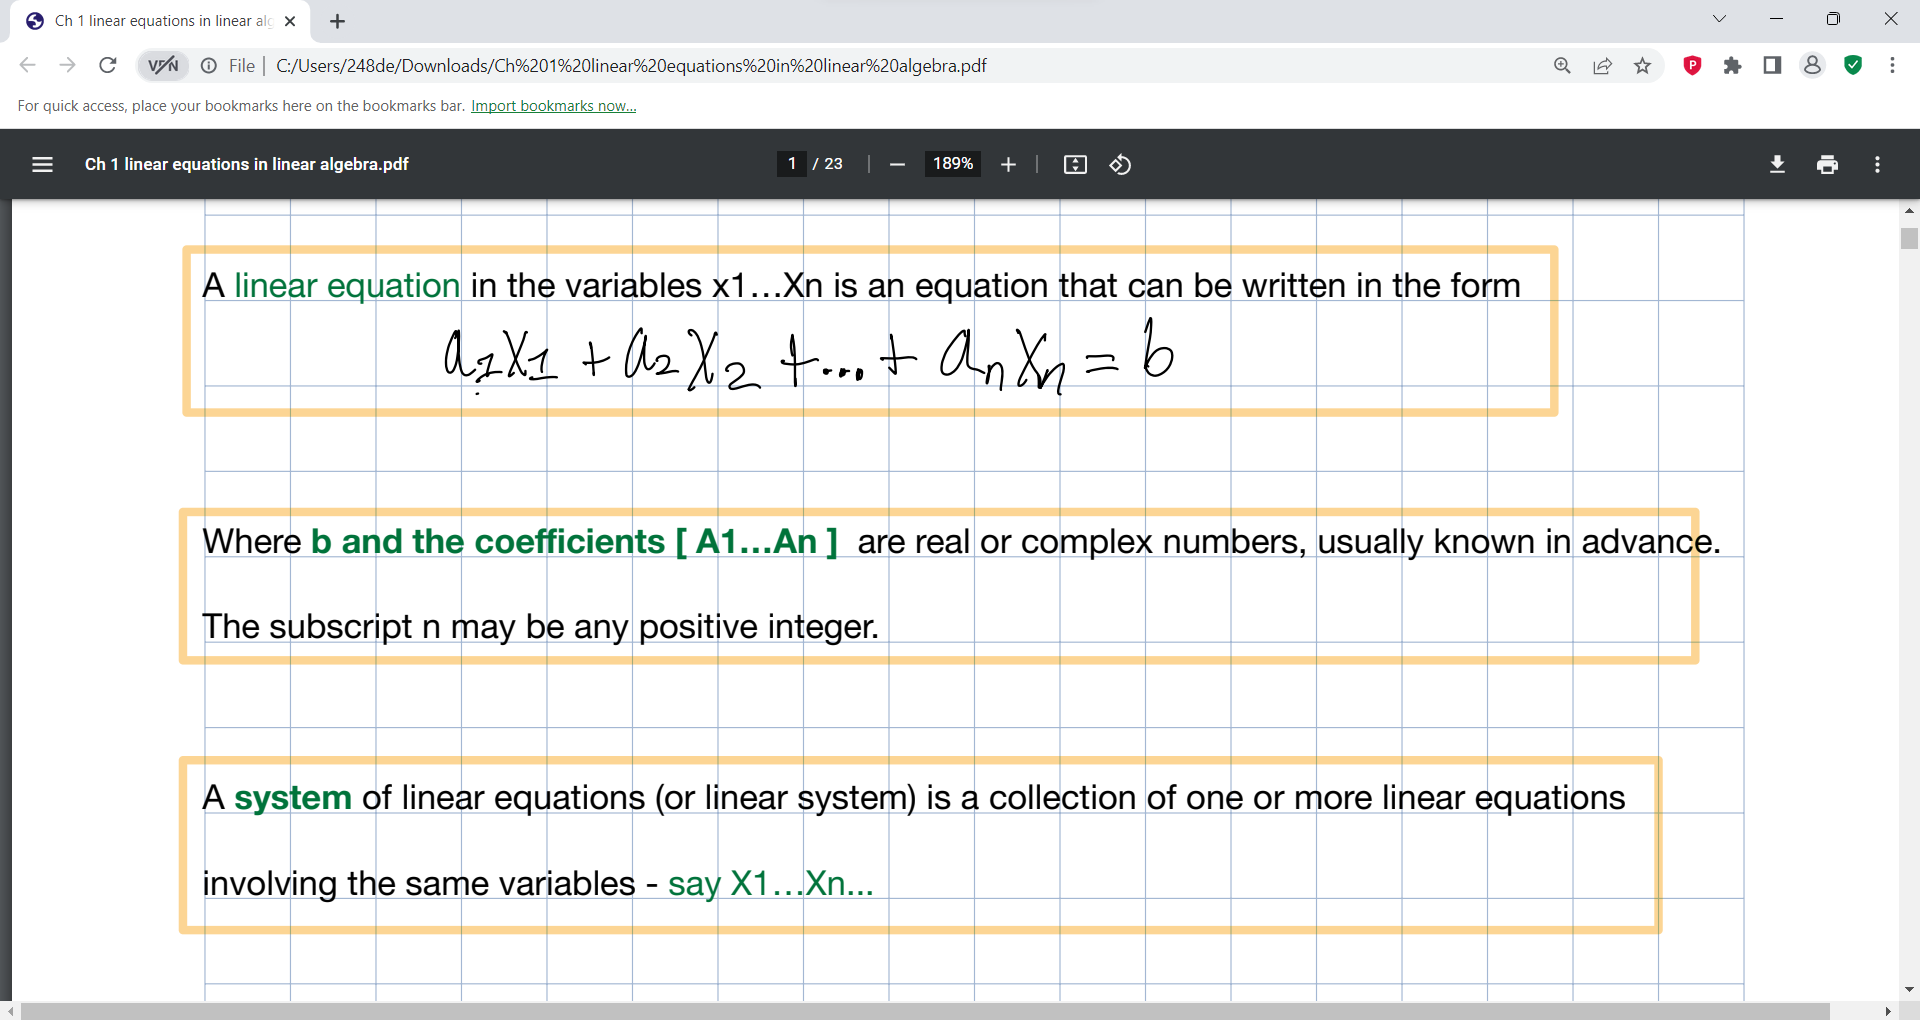 Ch 1 linear equations in linear alg
VPN File C:/Users/248de/Downloads/Ch%201%20linear%20equations%20in%20linear%20algebra.pdf
For quick access, place your bookmarks here on the bookmarks bar. Import bookmarks now...
Ch 1 linear equations in linear algebra.pdf 1 / 23 189%
A linear equation in the variables x1...Xn is an equation that can be written in the form
a1x1 + a2x2 +...+ anxn = b
Where b and the coefficients [ A1...An ] are real or complex numbers, usually known in advance.
The subscript n may be any positive integer.
A system of linear equations (or linear system) is a collection of one or more linear equations
involving the same variables - say X1...Xn...